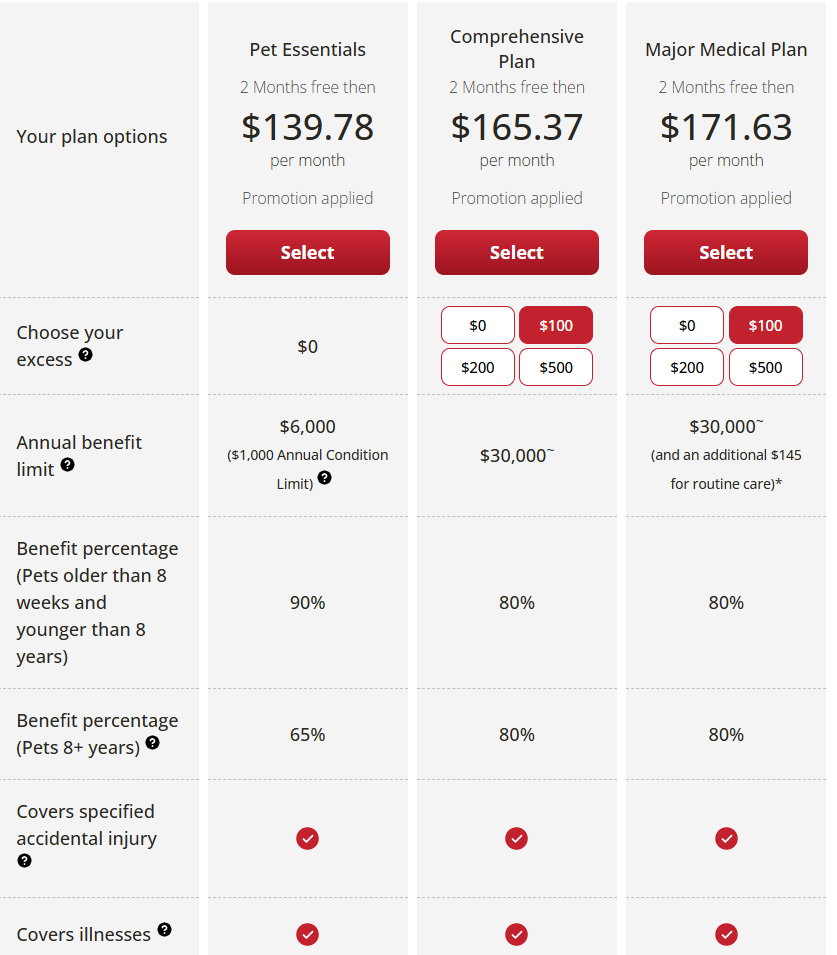 Your plan options
Pet Essentials
2 Months free then
$139.78
per month
Promotion applied
Select
Comprehensive
Plan
2 Months free then
$165.37
per month
Promotion applied
Select
Major Medical Plan
2 Months free then
$171.63
per month
Promotion applied
Select
Choose your
excess ?
$0
$0 $100
$200 $500
$0 $100
$200 $500
Annual benefit
limit ?
$6,000
($1,000 Annual Condition
Limit) ?
$30,000~
$30,000~
(and an additional $145
for routine care)*
Benefit percentage
(Pets older than 8
weeks and
younger than 8
years)
90%
80%
80%
Benefit percentage
(Pets 8+ years) ?
65%
80%
80%
Covers specified
accidental injury
?
Covers illnesses ?